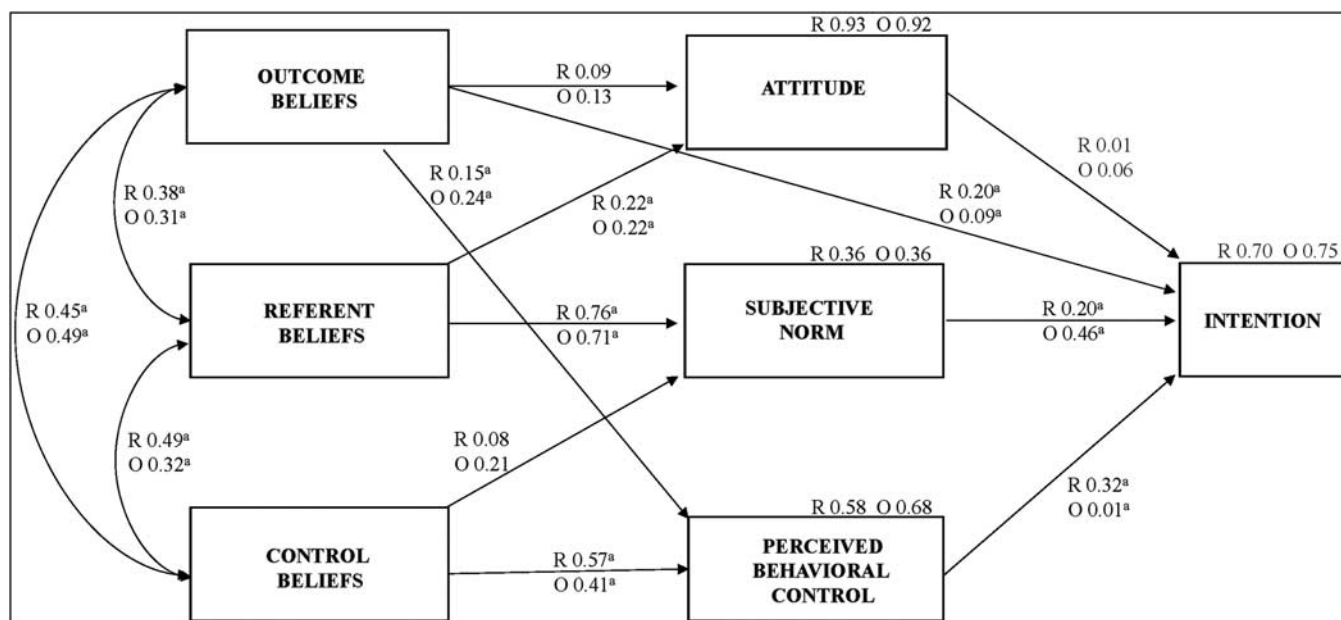 R 0.93 O 0.92
OUTCOME
BELIEFS
R 0.09
O 0.13
ATTITUDE
R 0.01
O 0.06
R 0.15ᵃ
O 0.24ᵃ
R 0.38ᵃ
O 0.31ᵃ
R 0.22ᵃ
O 0.22ᵃ
R 0.20ᵃ
O 0.09ᵃ
R 0.36 O 0.36
R 0.70 O 0.75
R 0.45ᵃ
O 0.49ᵃ
REFERENT
BELIEFS
R 0.76ᵃ
O 0.71ᵃ
SUBJECTIVE
NORM
R 0.20ᵃ
O 0.46ᵃ
INTENTION
R 0.49ᵃ
O 0.32ᵃ
R 0.08
O 0.21
R 0.58 O 0.68
R 0.32ᵃ
O 0.01ᵃ
CONTROL
BELIEFS
R 0.57ᵃ
O 0.41ᵃ
PERCEIVED
BEHAVIORAL
CONTROL